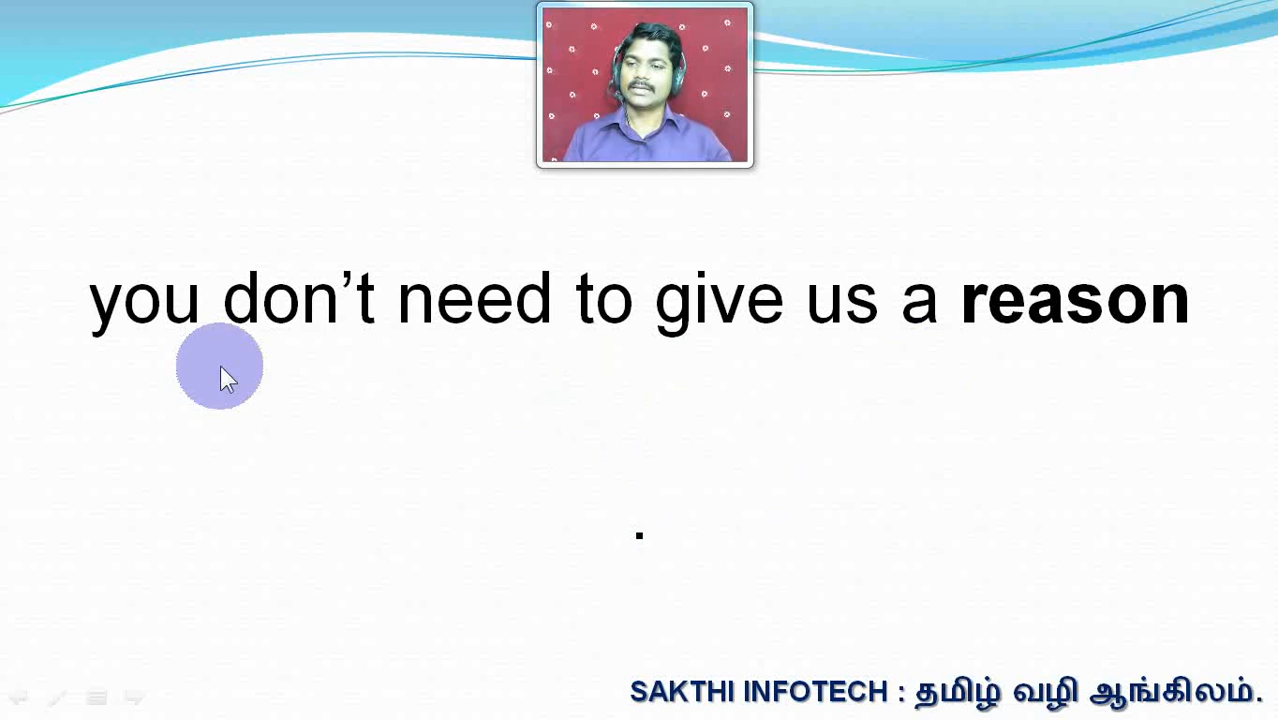 you don’t need to give us a reason
.
SAKTHI INFOTECH : தமிழ் வழி ஆங்கிலம்.